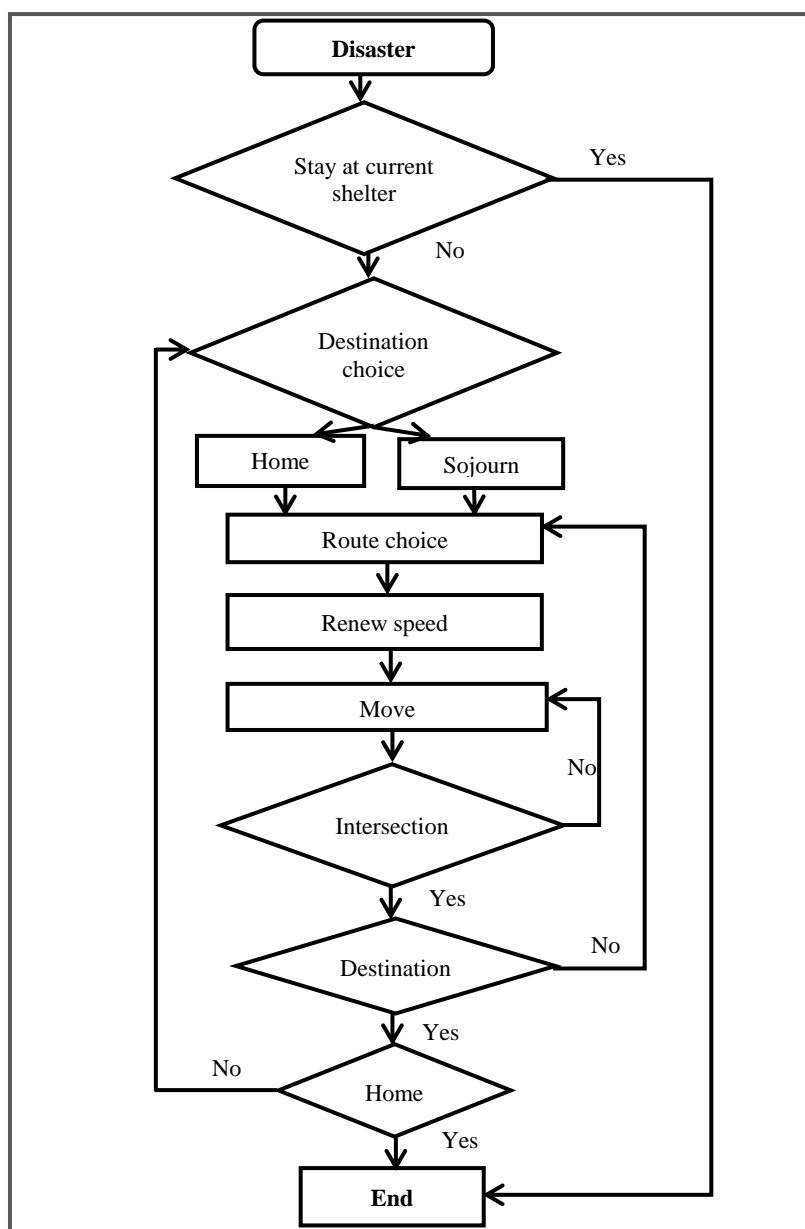 Disaster
Stay at current
shelter
Yes
No
Destination
choice
Home
Sojourn
Route choice
Renew speed
Move
No
Intersection
Yes
No
Destination
Yes
No
Home
Yes
End